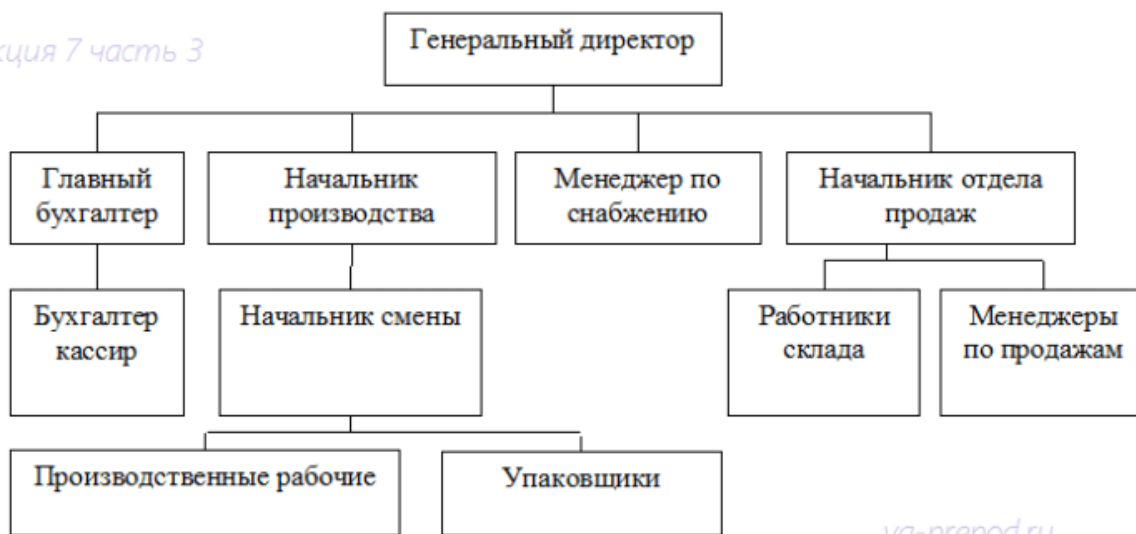 кция 7 часть 3
Генеральный директор
Главный
бухгалтер
Начальник
производства
Менеджер по
снабжению
Начальник отдела
продаж
Бухгалтер
кассир
Начальник смены
Работники
склада
Менеджеры
по продажам
Производственные рабочие
Упаковщики
ya-prepod.ru